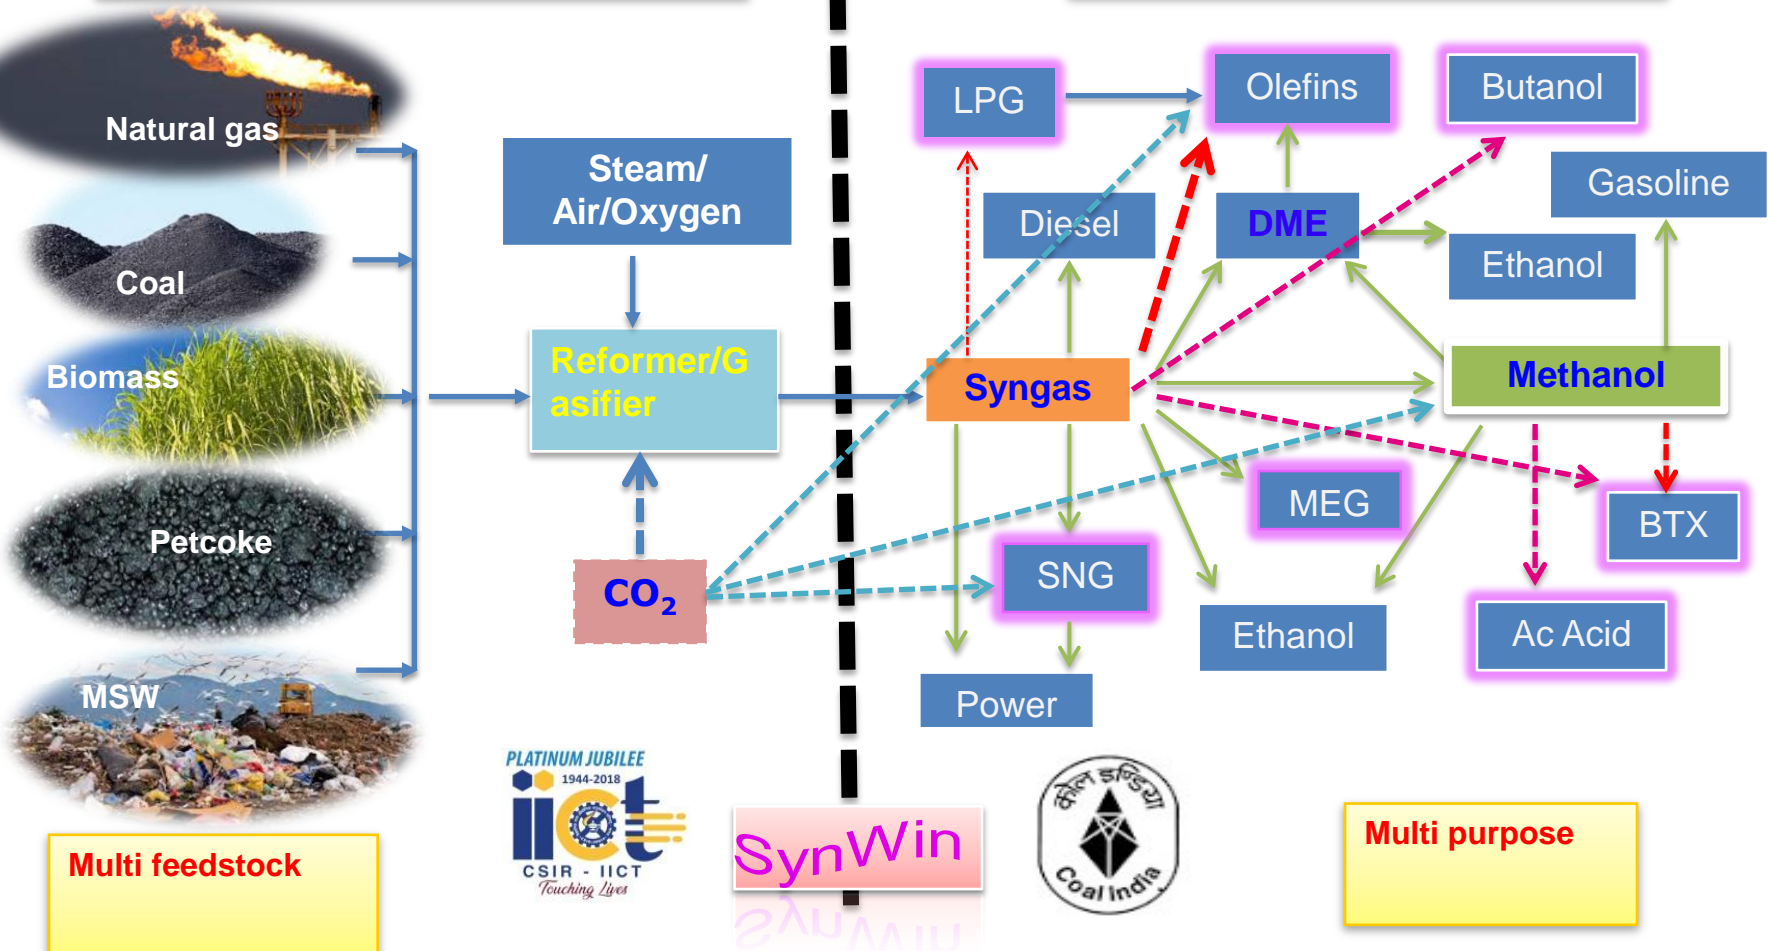 Natural gas
Coal
Biomass
Petcoke
MSW
Multi feedstock
Steam/
Air/Oxygen
Reformer/G
asifier
CO₂
PLATINUM JUBILEE
1944-2018
iict
CSIR - IICT
Touching Lives
SynWin
LPG
Olefins
Butanol
Diesel
DME
Gasoline
Ethanol
Syngas
Methanol
MEG
BTX
SNG
Ethanol
Ac Acid
Power
कोल इण्डिया
Coal India
Multi purpose